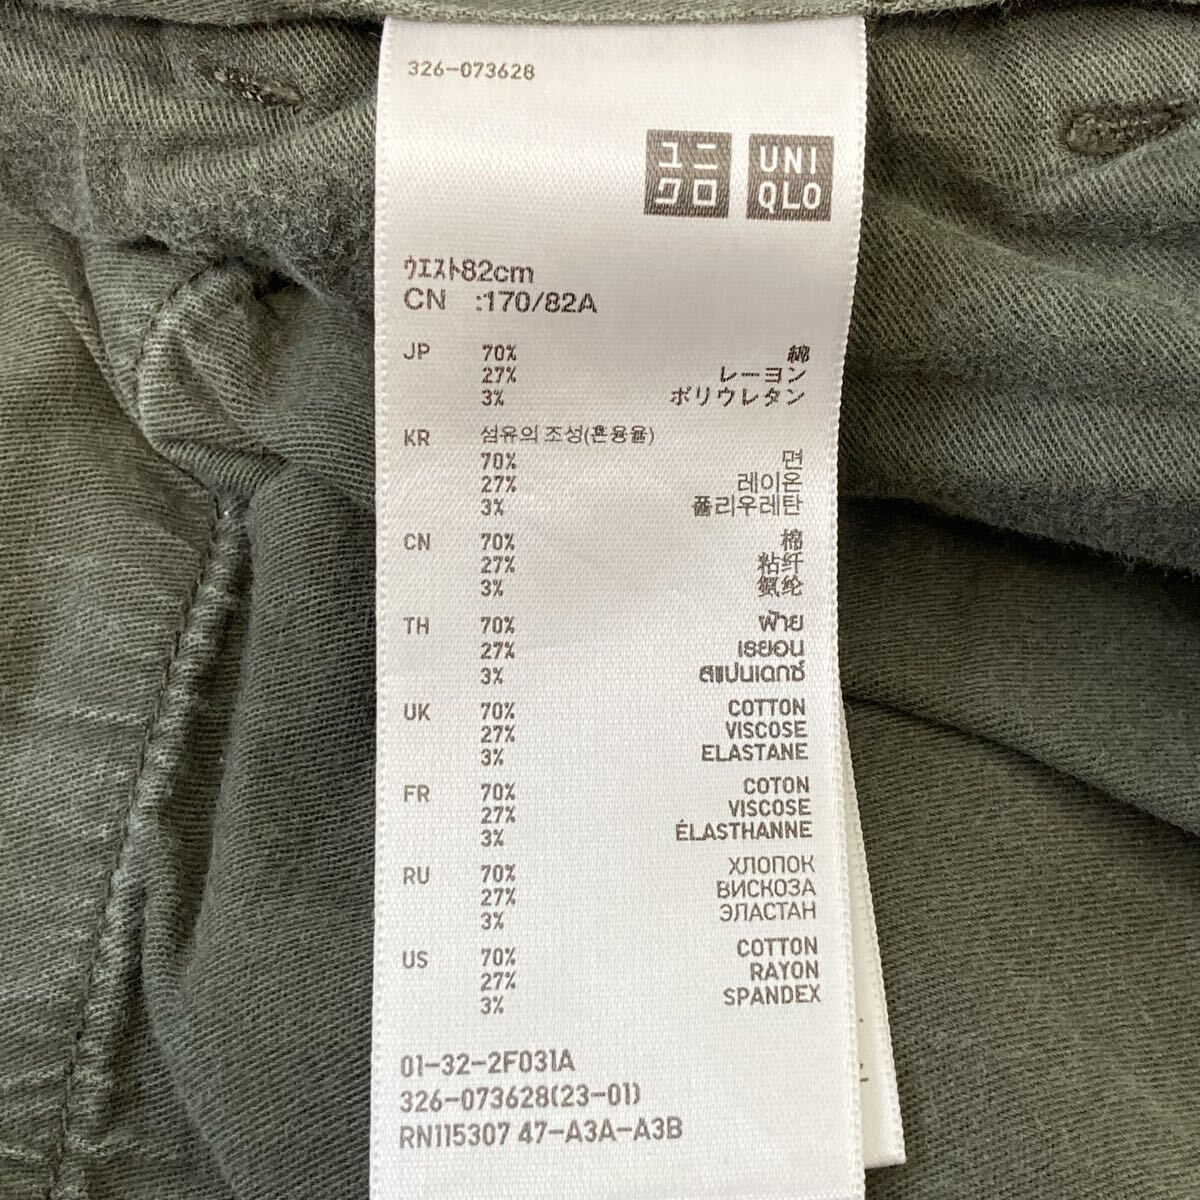 326-073628
ユニ UNI
クロ QLO
ウエスト82cm
CN :170/82A
JP 70% 綿
27% レーヨン
3% ポリウレタン
KR 섬유의 조성(혼용율)
70% 면
27% 레이온
3% 폴리우레탄
CN 70% 棉
27% 粘纤
3% 氨纶
TH 70% ฝ้าย
27% เรยอน
3% สแปนเดกซ์
UK 70% COTTON
27% VISCOSE
3% ELASTANE
FR 70% COTON
27% VISCOSE
3% ÉLASTHANNE
RU 70% ХЛОПОК
27% ВИСКОЗА
3% ЭЛАСТАН
US 70% COTTON
27% RAYON
3% SPANDEX
01-32-2F031A
326-073628(23-01)
RN115307 47-A3A-A3B